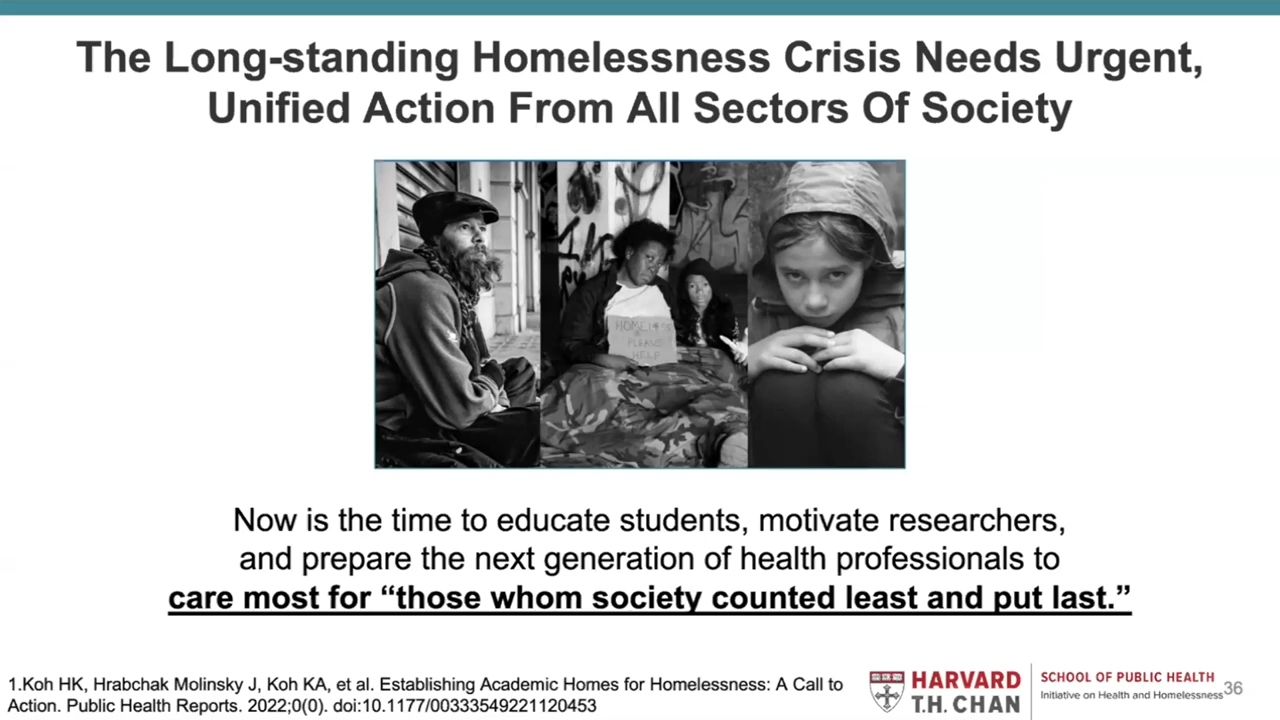 The Long-standing Homelessness Crisis Needs Urgent,
Unified Action From All Sectors Of Society
HOMELESS
PLEASE
HELP
Now is the time to educate students, motivate researchers,
and prepare the next generation of health professionals to
care most for “those whom society counted least and put last.”
1.Koh HK, Hrabchak Molinsky J, Koh KA, et al. Establishing Academic Homes for Homelessness: A Call to
Action. Public Health Reports. 2022;0(0). doi:10.1177/00333549221120453
HARVARD
T.H. CHAN
SCHOOL OF PUBLIC HEALTH
Initiative on Health and Homelessness
36